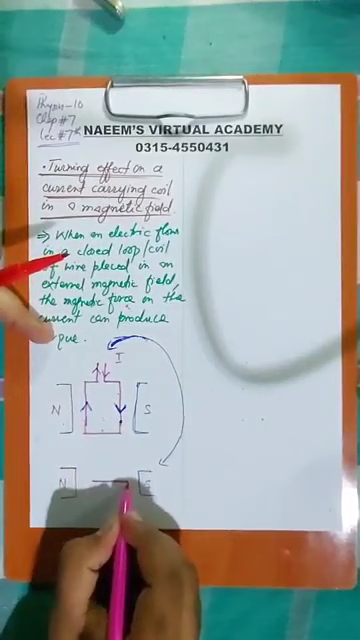 Phys-10
Chap#7
Lec#7
NAEEM'S VIRTUAL ACADEMY
0315-4550431
• Turning effect on a
current carrying coil
in a magnetic field.
⇒ When an electric flows
in a closed loop/coil
of wire placed in an
external magnetic field,
the magnetic force on the
current can produce
que.
I
N S
N S